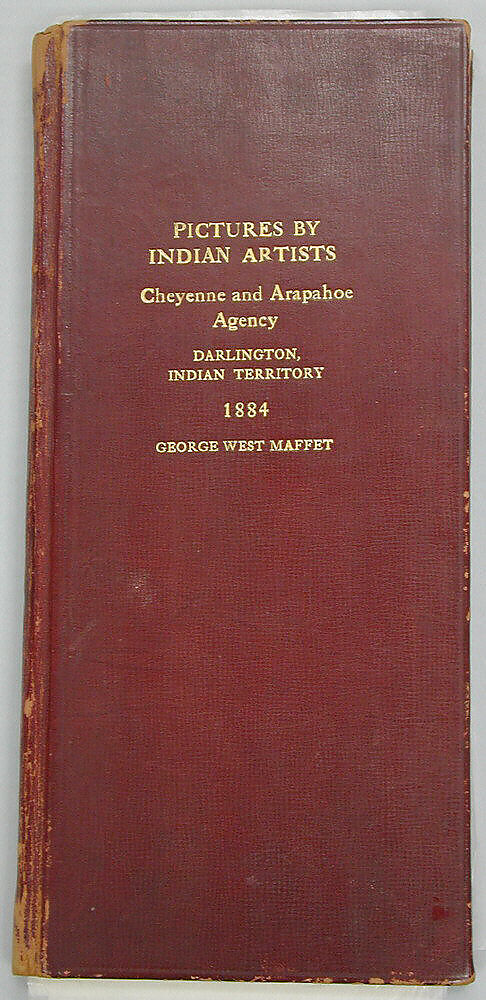 PICTURES BY
INDIAN ARTISTS
Cheyenne and Arapahoe
Agency
DARLINGTON,
INDIAN TERRITORY
1884
GEORGE WEST MAFFET